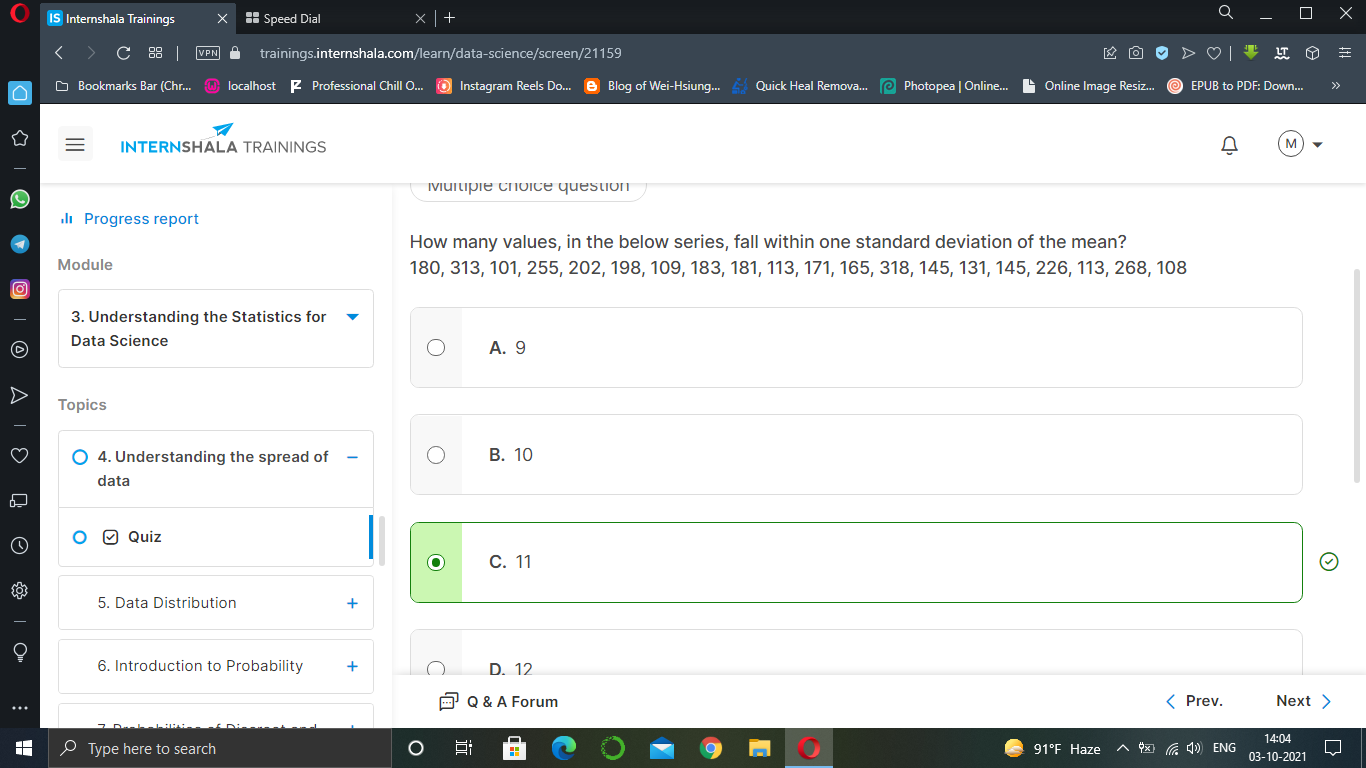 Internshala Trainings
Speed Dial
VPN
trainings.internshala.com/learn/data-science/screen/21159
Bookmarks Bar (Chr...
localhost
Professional Chill O...
Instagram Reels Do...
Blog of Wei-Hsiung...
Quick Heal Remova...
Photopea | Online...
Online Image Resiz...
EPUB to PDF: Down...
INTERNSHALA TRAININGS
M
Progress report
Module
3. Understanding the Statistics for
Data Science
Topics
4. Understanding the spread of
data
Quiz
5. Data Distribution
6. Introduction to Probability
7. Probabilities of Discreet and
Multiple choice question
How many values, in the below series, fall within one standard deviation of the mean?
180, 313, 101, 255, 202, 198, 109, 183, 181, 113, 171, 165, 318, 145, 131, 145, 226, 113, 268, 108
A. 9
B. 10
C. 11
D. 12
Q & A Forum
Prev.
Next
Type here to search
91°F Haze
ENG
14:04
03-10-2021